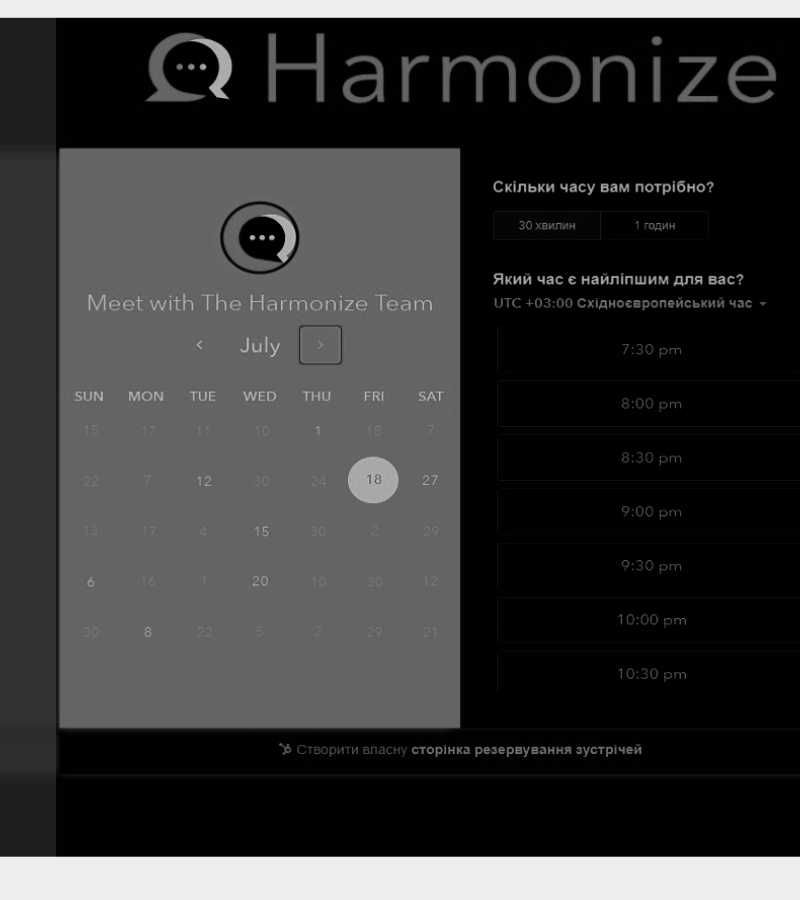 Harmonize
Meet with The Harmonize Team
July
SUN MON TUE WED THU FRI SAT
15 17 11 10 1 18 7
22 7 12 30 24 18 27
13 17 4 15 30 2 29
6 16 1 20 10 30 12
30 8 22 5 2 29 21
Скільки часу вам потрібно?
30 хвилин 1 годин
Який час є найліпшим для вас?
UTC +03:00 Східноєвропейський час
7:30 pm
8:00 pm
8:30 pm
9:00 pm
9:30 pm
10:00 pm
10:30 pm
Створити власну сторінка резервування зустрічей